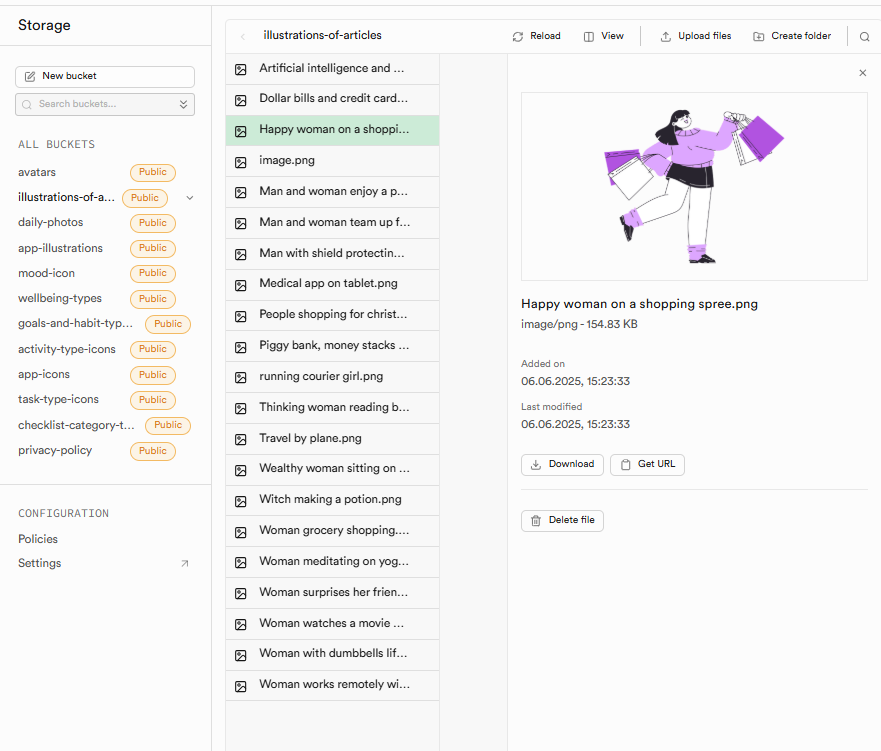 Storage
New bucket
Search buckets...
ALL BUCKETS
avatars Public
illustrations-of-a... Public
daily-photos Public
app-illustrations Public
mood-icon Public
wellbeing-types Public
goals-and-habit-typ... Public
activity-type-icons Public
app-icons Public
task-type-icons Public
checklist-category-t... Public
privacy-policy Public
CONFIGURATION
Policies
Settings
illustrations-of-articles
Reload View Upload files Create folder
Artificial intelligence and ...
Dollar bills and credit card...
Happy woman on a shoppi...
image.png
Man and woman enjoy a p...
Man and woman team up f...
Man with shield protectin...
Medical app on tablet.png
People shopping for christ...
Piggy bank, money stacks ...
running courier girl.png
Thinking woman reading b...
Travel by plane.png
Wealthy woman sitting on ...
Witch making a potion.png
Woman grocery shopping....
Woman meditating on yog...
Woman surprises her frien...
Woman watches a movie ...
Woman with dumbbells lif...
Woman works remotely wi...
Happy woman on a shopping spree.png
image/png - 154.83 KB
Added on
06.06.2025, 15:23:33
Last modified
06.06.2025, 15:23:33
Download Get URL
Delete file